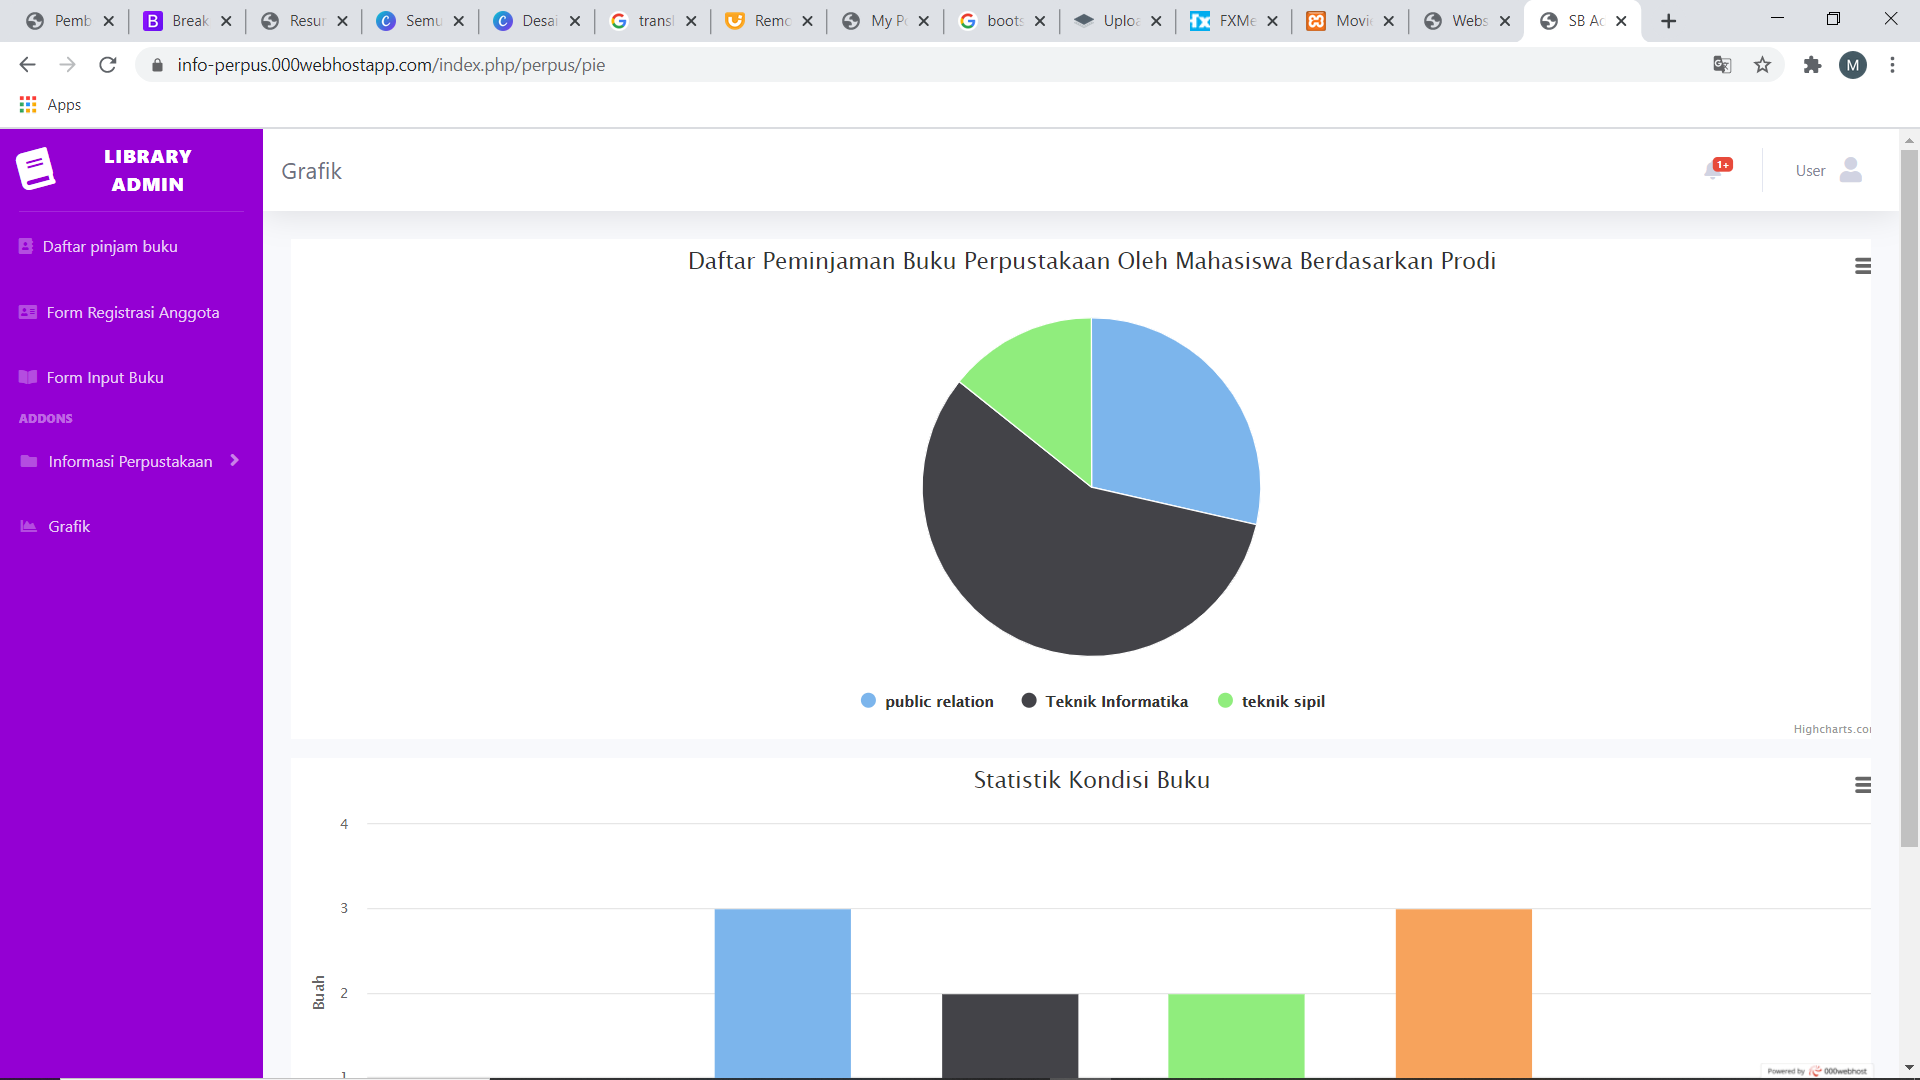 Pemb
Break
Resur
Semu
Desai
transl
Remo
My Po
boots
Uploa
FXMe
Movie
Webs
SB Ad
info-perpus.000webhostapp.com/index.php/perpus/pie
M
Apps
LIBRARY
ADMIN
Daftar pinjam buku
Form Registrasi Anggota
Form Input Buku
ADDONS
Informasi Perpustakaan
Grafik
Grafik
1+
User
Daftar Peminjaman Buku Perpustakaan Oleh Mahasiswa Berdasarkan Prodi
public relation Teknik Informatika teknik sipil
Highcharts.co
Statistik Kondisi Buku
4
3
Buah
2
1
Powered by 000webhost